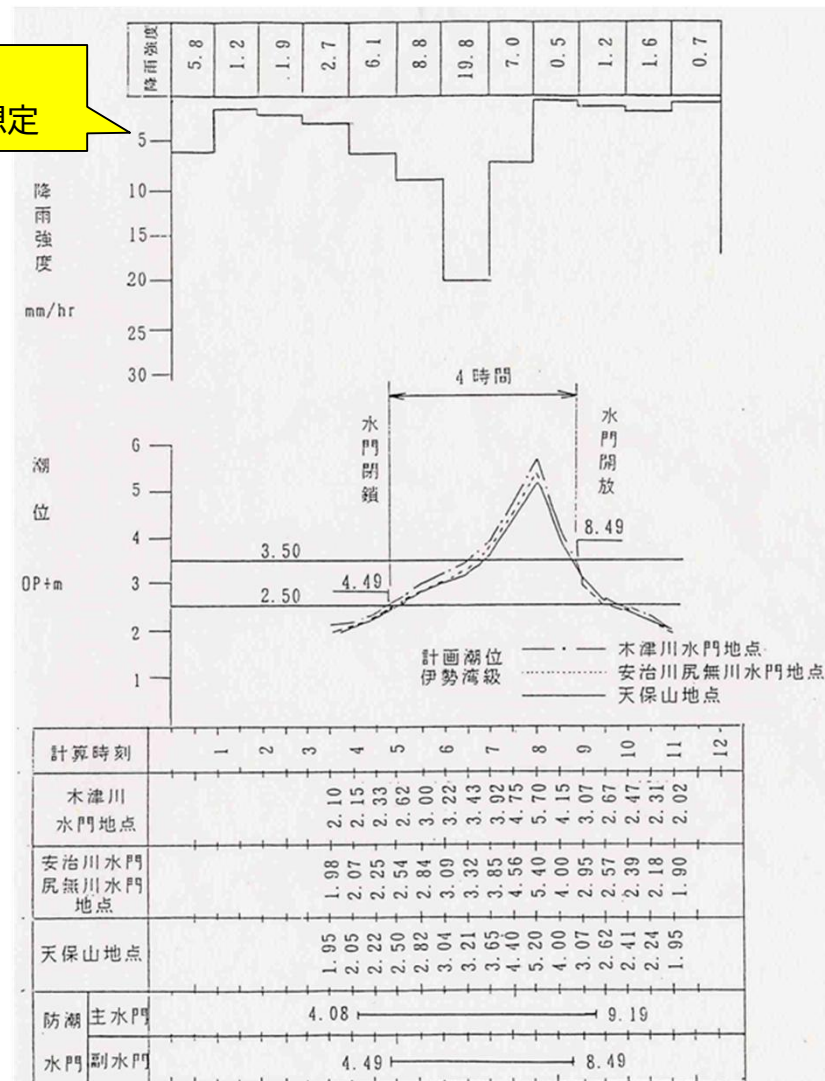 想定
降雨強度 5.8 1.2 1.9 2.7 6.1 8.8 19.8 7.0 0.5 1.2 1.6 0.7
降雨強度
mm/hr
5
10
15
20
25
30
4時間
水門閉鎖
水門開放
潮位
OP+m
6
5
4
3
2
1
3.50
2.50
4.49
8.49
計画潮位
伊勢湾級
木津川水門地点
安治川尻無川水門地点
天保山地点
計算時刻 1 2 3 4 5 6 7 8 9 10 11 12
木津川
水門地点
2.10 2.15 2.33 2.62 3.00 3.22 3.43 3.92 4.75 5.70 4.15 3.07 2.67 2.47 2.31 2.02
安治川水門
尻無川水門
地点
1.98 2.07 2.25 2.54 2.84 3.09 3.32 3.85 4.56 5.40 4.00 2.95 2.57 2.39 2.18 1.90
天保山地点 1.95 2.05 2.22 2.50 2.82 3.04 3.21 3.65 4.40 5.20 4.00 3.07 2.62 2.41 2.24 1.95
防潮水門
主水門 4.08 9.19
副水門 4.49 8.49